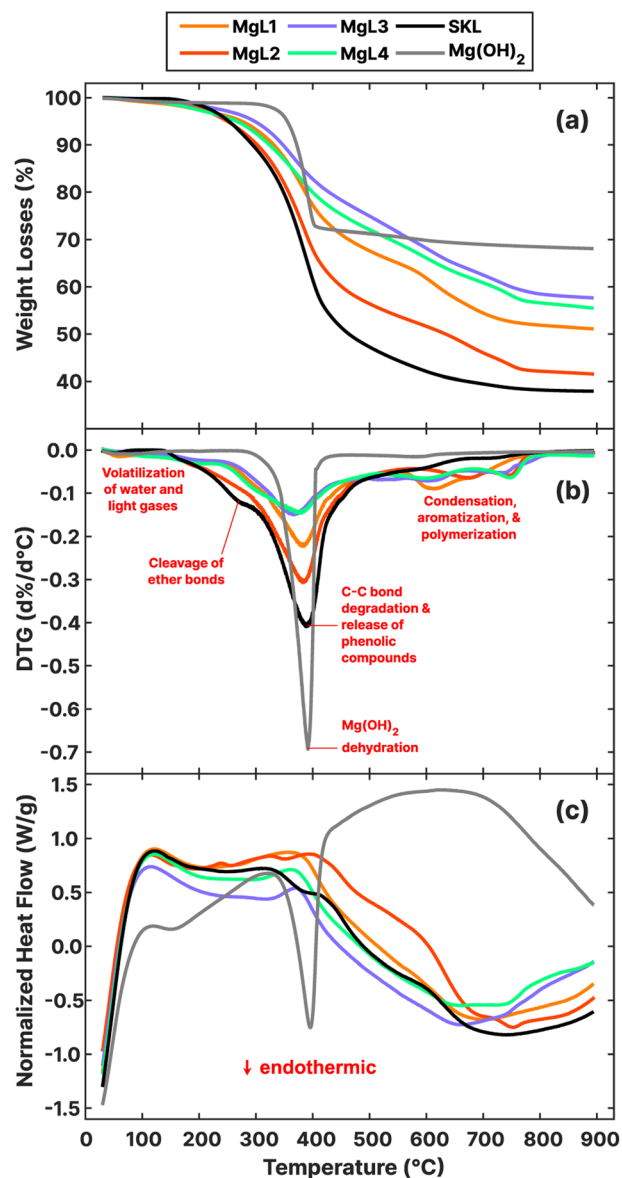 MgL1 MgL3 SKL
MgL2 MgL4 Mg(OH)₂
(a)
100
90
80
70
60
50
40
Weight Losses (%)
(b)
0.0
-0.1
-0.2
-0.3
-0.4
-0.5
-0.6
-0.7
DTG (d%/d°C)
Volatilization
of water and
light gases
Cleavage of
ether bonds
Condensation,
aromatization, &
polymerization
C-C bond
degradation &
release of
phenolic
compounds
Mg(OH)₂
dehydration
(c)
1.5
1.0
0.5
0.0
-0.5
-1.0
-1.5
Normalized Heat Flow (W/g)
↓ endothermic
0 100 200 300 400 500 600 700 800 900
Temperature (°C)